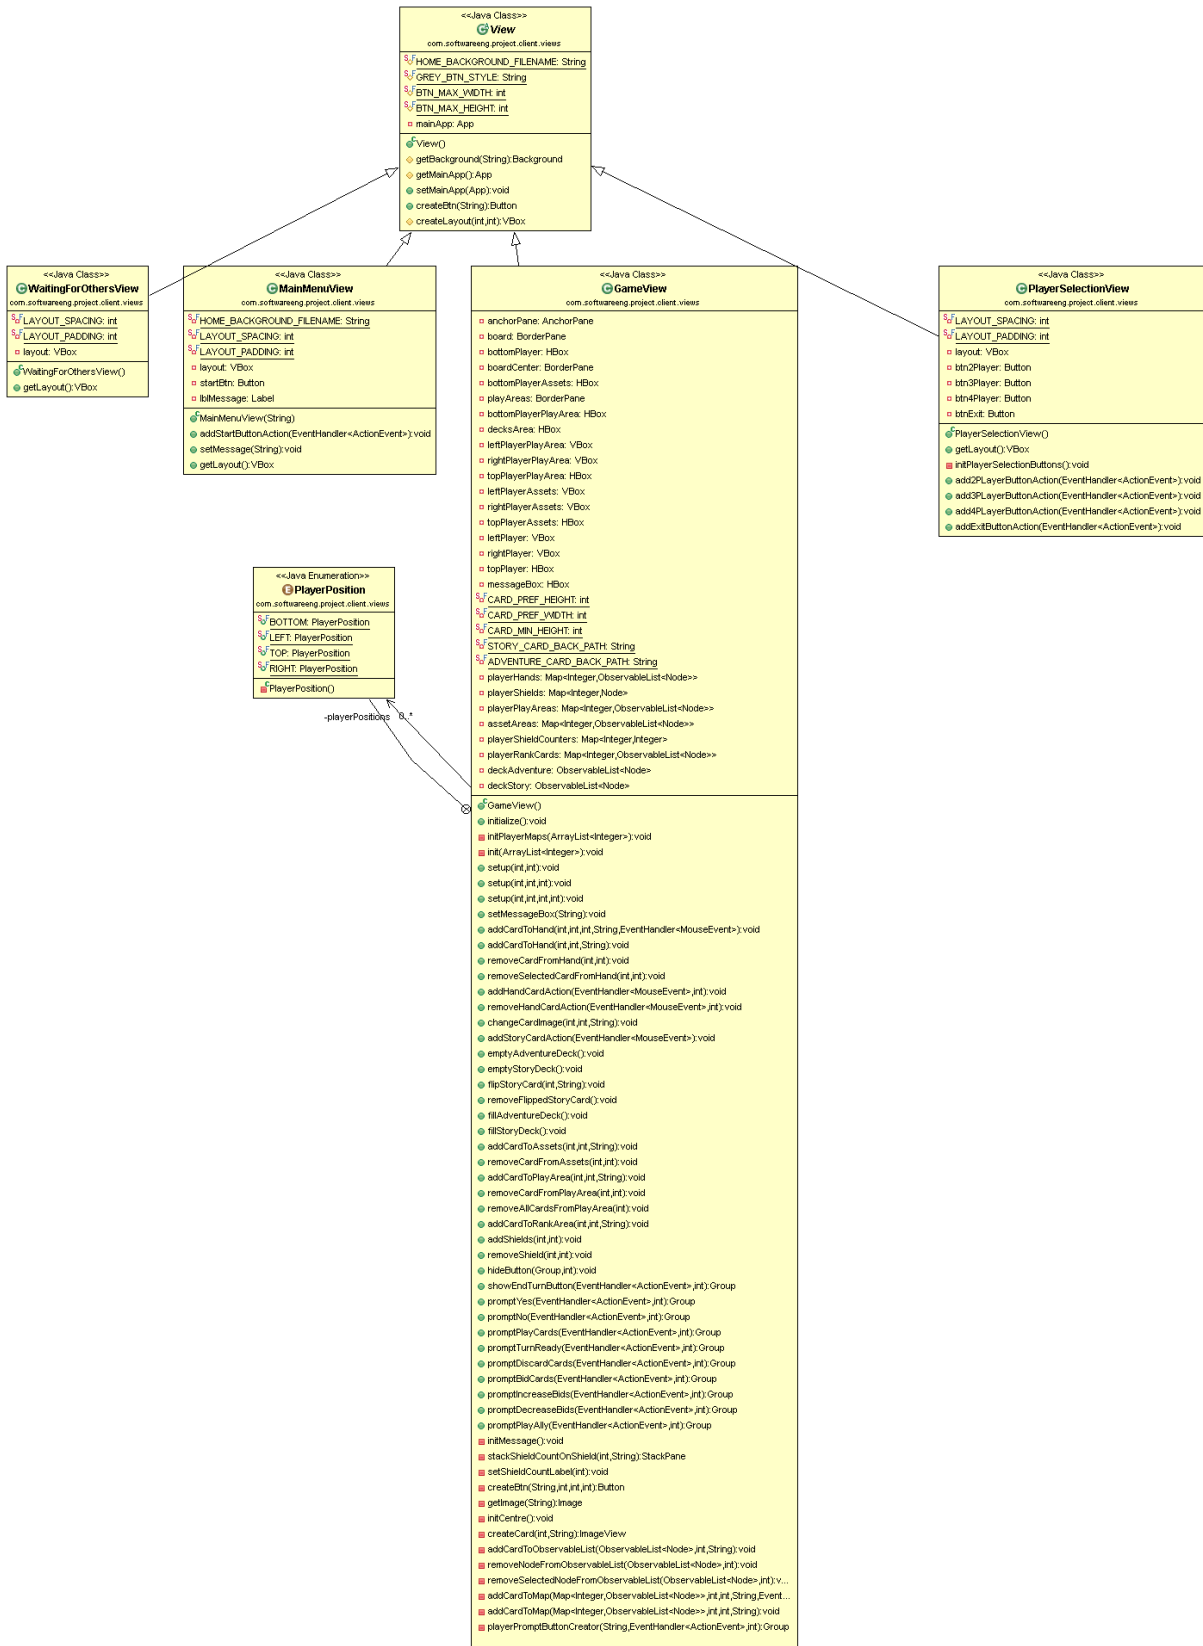 <<Java Class>>
View
com.softwareeng.project.client.views
HOME_BACKGROUND_FILENAME: String
GREY_BTN_STYLE: String
BTN_MAX_WIDTH: int
BTN_MAX_HEIGHT: int
mainApp: App
View()
getBackground(String):Background
getMainApp():App
setMainApp(App):void
createBtn(String):Button
createLayout(int,int):VBox
<<Java Class>>
WaitingForOthersView
com.softwareeng.project.client.views
LAYOUT_SPACING: int
LAYOUT_PADDING: int
layout: VBox
WaitingForOthersView()
getLayout():VBox
<<Java Class>>
MainMenuView
com.softwareeng.project.client.views
HOME_BACKGROUND_FILENAME: String
LAYOUT_SPACING: int
LAYOUT_PADDING: int
layout: VBox
startBtn: Button
lblMessage: Label
MainMenuView(String)
addStartButtonAction(EventHandler<ActionEvent>):void
setMessage(String):void
getLayout():VBox
<<Java Class>>
GameView
com.softwareeng.project.client.views
anchorPane: AnchorPane
board: BorderPane
bottomPlayer: HBox
boardCenter: BorderPane
bottomPlayerAssets: HBox
playAreas: BorderPane
bottomPlayerPlayArea: HBox
decksArea: HBox
leftPlayerPlayArea: VBox
rightPlayerPlayArea: VBox
topPlayerPlayArea: HBox
leftPlayerAssets: VBox
rightPlayerAssets: VBox
topPlayerAssets: HBox
leftPlayer: VBox
rightPlayer: VBox
topPlayer: HBox
messageBox: HBox
CARD_PREF_HEIGHT: int
CARD_PREF_WIDTH: int
CARD_MIN_HEIGHT: int
STORY_CARD_BACK_PATH: String
ADVENTURE_CARD_BACK_PATH: String
playerHands: Map<Integer,ObservableList<Node>>
playerShields: Map<Integer,Node>
playerPlayAreas: Map<Integer,ObservableList<Node>>
assetAreas: Map<Integer,ObservableList<Node>>
playerShieldCounters: Map<Integer,Integer>
playerRankCards: Map<Integer,ObservableList<Node>>
deckAdventure: ObservableList<Node>
deckStory: ObservableList<Node>
GameView()
initialize():void
initPlayerMaps(ArrayList<Integer>):void
init(ArrayList<Integer>):void
setup(int,int):void
setup(int,int,int):void
setup(int,int,int,int):void
setMessageBox(String):void
addCardToHand(int,int,int,String,EventHandler<MouseEvent>):void
addCardToHand(int,int,String):void
removeCardFromHand(int,int):void
removeSelectedCardFromHand(int,int):void
addHandCardAction(EventHandler<MouseEvent>,int):void
removeHandCardAction(EventHandler<MouseEvent>,int):void
changeCardImage(int,int,String):void
addStoryCardAction(EventHandler<MouseEvent>):void
emptyAdventureDeck():void
emptyStoryDeck():void
flipStoryCard(int,String):void
removeFlippedStoryCard():void
fillAdventureDeck():void
fillStoryDeck():void
addCardToAssets(int,int,String):void
removeCardFromAssets(int,int):void
addCardToPlayArea(int,int,String):void
removeCardFromPlayArea(int,int):void
removeAllCardsFromPlayArea(int):void
addCardToRankArea(int,int,String):void
addShields(int,int):void
removeShield(int,int):void
hideButton(Group,int):void
showEndTurnButton(EventHandler<ActionEvent>,int):Group
promptYes(EventHandler<ActionEvent>,int):Group
promptNo(EventHandler<ActionEvent>,int):Group
promptPlayCards(EventHandler<ActionEvent>,int):Group
promptTurnReady(EventHandler<ActionEvent>,int):Group
promptDiscardCards(EventHandler<ActionEvent>,int):Group
promptBidCards(EventHandler<ActionEvent>,int):Group
promptIncreaseBids(EventHandler<ActionEvent>,int):Group
promptDecreaseBids(EventHandler<ActionEvent>,int):Group
promptPlayAlly(EventHandler<ActionEvent>,int):Group
initMessage():void
stackShieldCountOnShield(int,String):StackPane
setShieldCountLabel(int):void
createBtn(String,int,int,int):Button
getImage(String):Image
initCentre():void
createCard(int,String):ImageView
addCardToObservableList(ObservableList<Node>,int,String):void
removeNodeFromObservableList(ObservableList<Node>,int):void
removeSelectedNodeFromObservableList(ObservableList<Node>,int):v...
addCardToMap(Map<Integer,ObservableList<Node>>,int,int,String,Event...
addCardToMap(Map<Integer,ObservableList<Node>>,int,int,String):void
playerPromptButtonCreator(String,EventHandler<ActionEvent>,int):Group
<<Java Class>>
PlayerSelectionView
com.softwareeng.project.client.views
LAYOUT_SPACING: int
LAYOUT_PADDING: int
layout: VBox
btn2Player: Button
btn3Player: Button
btn4Player: Button
btnExit: Button
PlayerSelectionView()
getLayout():VBox
initPlayerSelectionButtons():void
add2PLayerButtonAction(EventHandler<ActionEvent>):void
add3PLayerButtonAction(EventHandler<ActionEvent>):void
add4PLayerButtonAction(EventHandler<ActionEvent>):void
addExitButtonAction(EventHandler<ActionEvent>):void
<<Java Enumeration>>
PlayerPosition
com.softwareeng.project.client.views
BOTTOM: PlayerPosition
LEFT: PlayerPosition
TOP: PlayerPosition
RIGHT: PlayerPosition
PlayerPosition()
-playerPositions 0..*